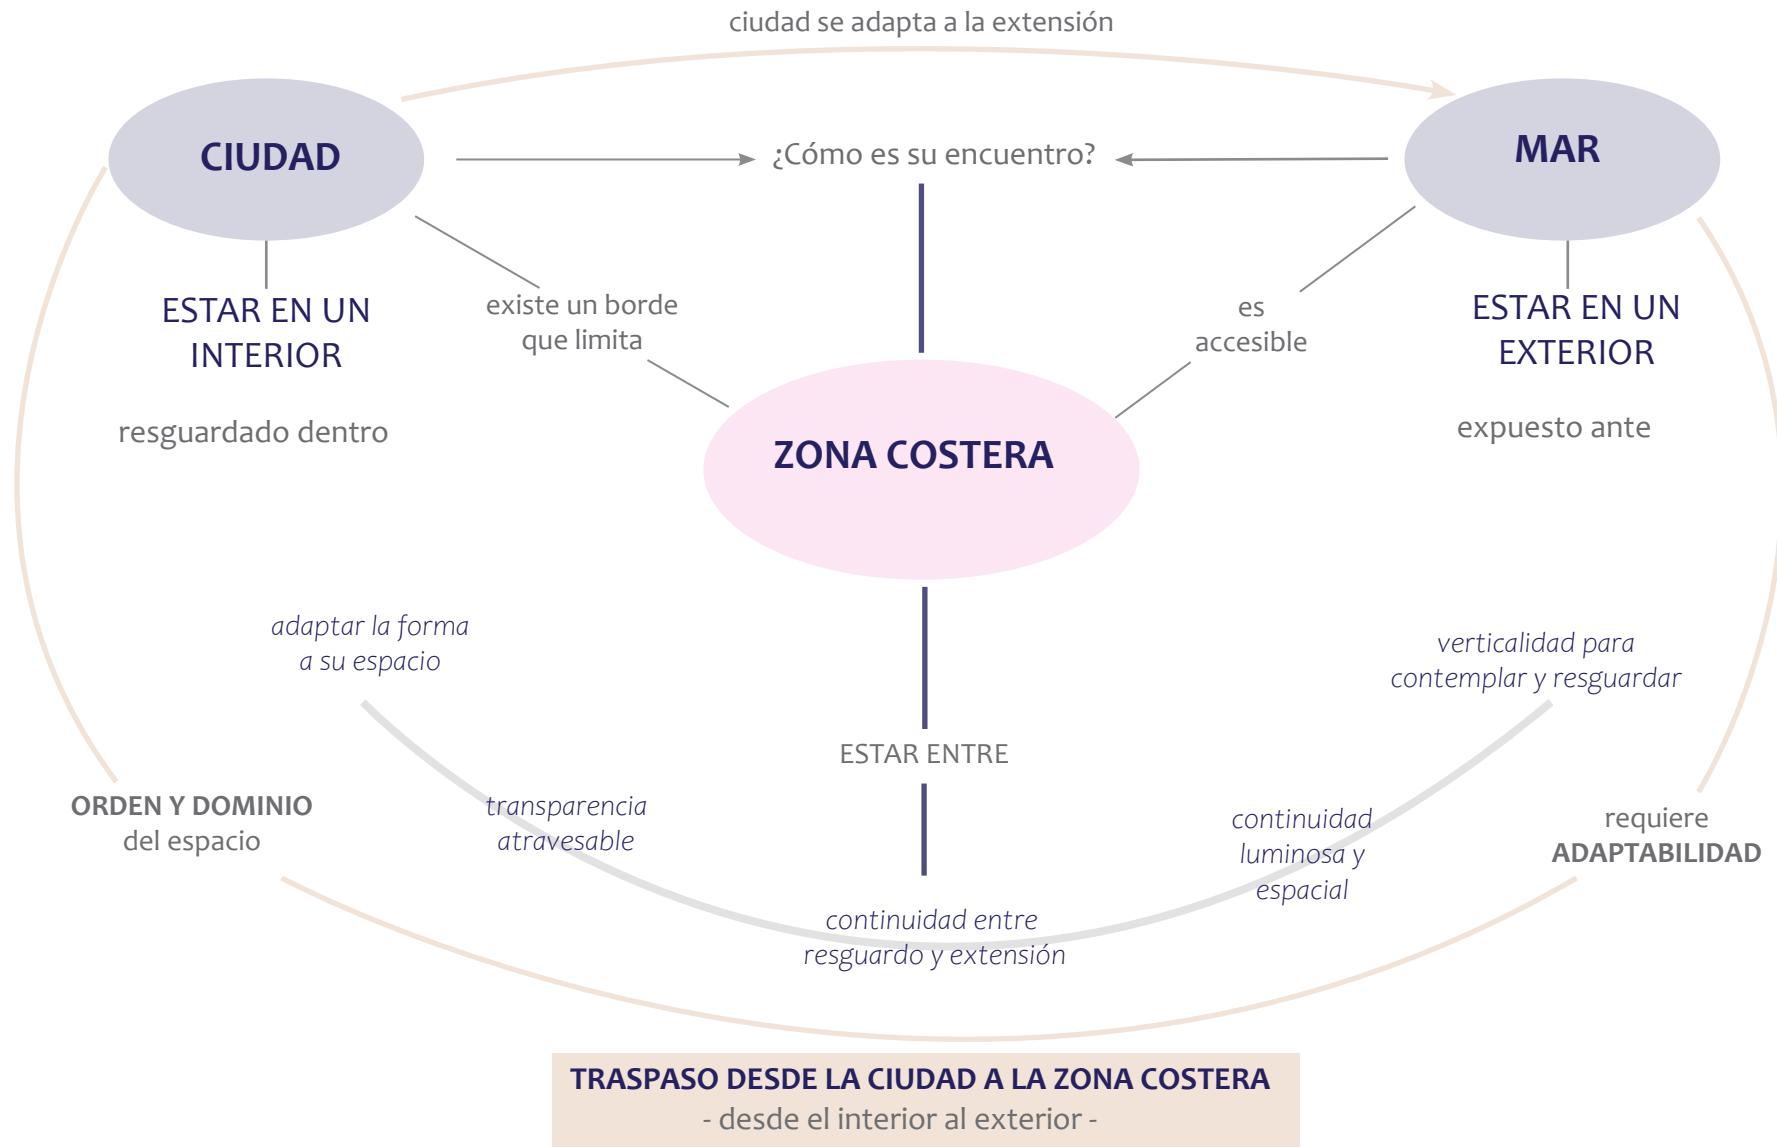 ciudad se adapta a la extensión
CIUDAD
¿Cómo es su encuentro?
MAR
ESTAR EN UN
INTERIOR
resguardado dentro
existe un borde
que limita
es
accesible
ESTAR EN UN
EXTERIOR
expuesto ante
ZONA COSTERA
adaptar la forma
a su espacio
verticalidad para
contemplar y resguardar
ESTAR ENTRE
ORDEN Y DOMINIO
del espacio
transparencia
atravesable
continuidad
luminosa y
espacial
requiere
ADAPTABILIDAD
continuidad entre
resguardo y extensión
TRASPASO DESDE LA CIUDAD A LA ZONA COSTERA
- desde el interior al exterior -